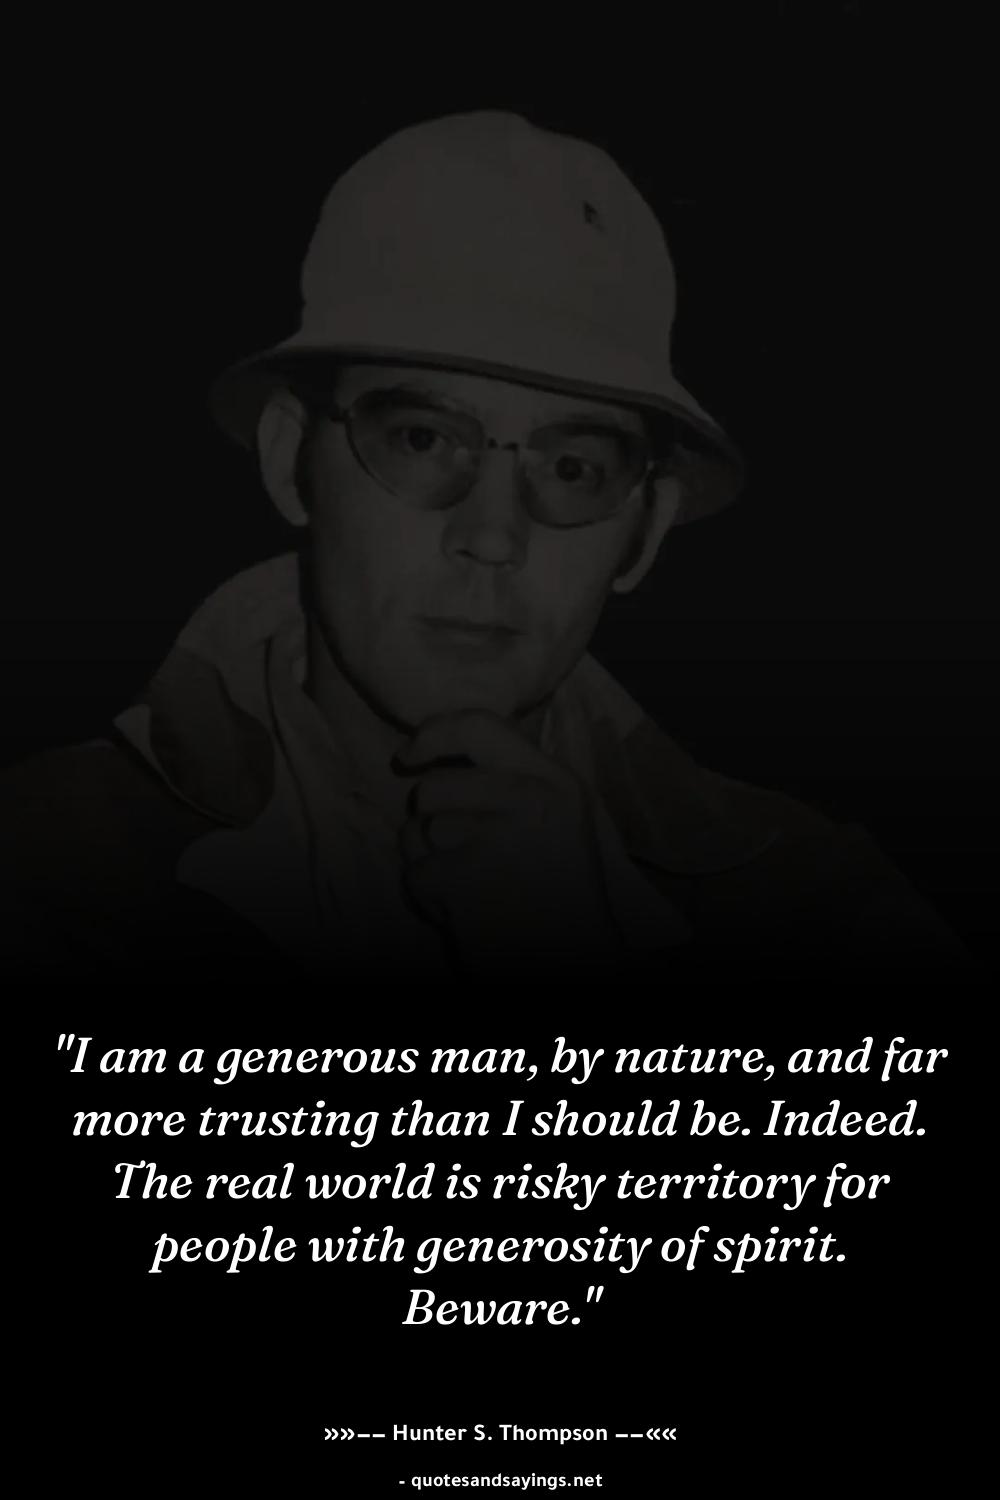 "I am a generous man, by nature, and far
more trusting than I should be. Indeed.
The real world is risky territory for
people with generosity of spirit.
Beware."
»»–– Hunter S. Thompson ––««
- quotesandsayings.net